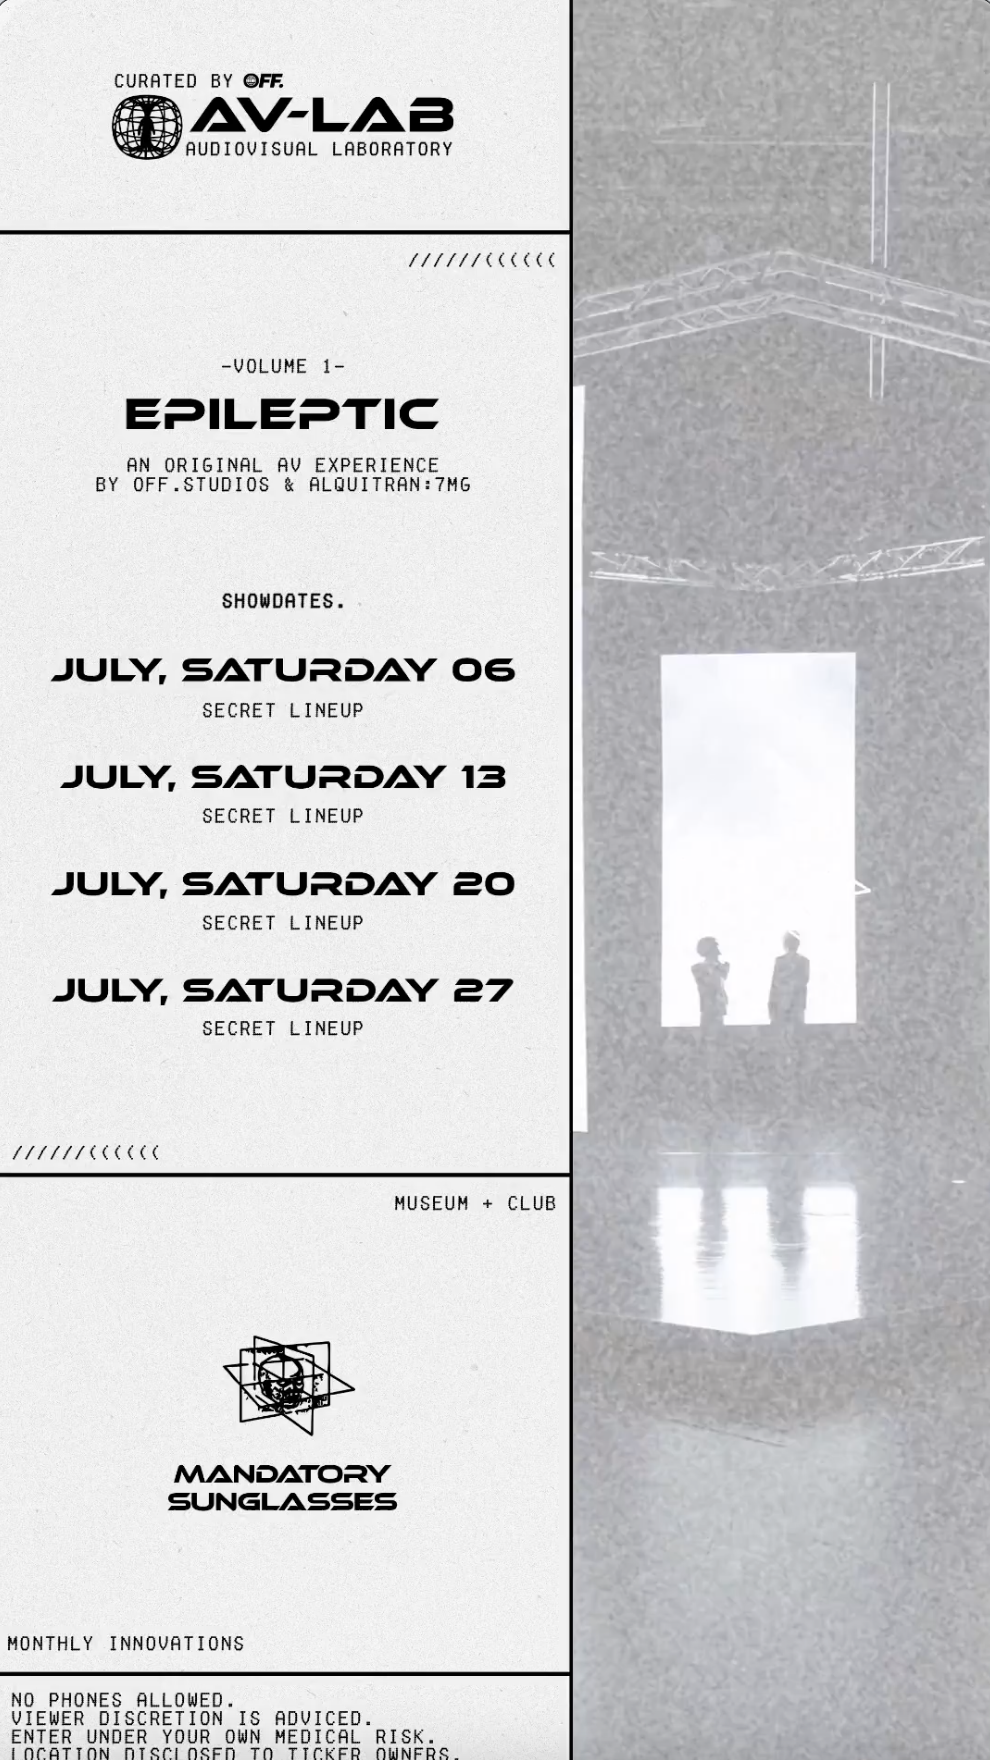 CURATED BY OFF.
AV-LAB
AUDIOVISUAL LABORATORY
//////((((((
-VOLUME 1-
EPILEPTIC
AN ORIGINAL AV EXPERIENCE
BY OFF.STUDIOS & ALQUITRAN:7MG
SHOWDATES.
JULY, SATURDAY 06
SECRET LINEUP
JULY, SATURDAY 13
SECRET LINEUP
JULY, SATURDAY 20
SECRET LINEUP
JULY, SATURDAY 27
SECRET LINEUP
//////((((((
MUSEUM + CLUB
MANDATORY
SUNGLASSES
MONTHLY INNOVATIONS
NO PHONES ALLOWED.
VIEWER DISCRETION IS ADVICED.
ENTER UNDER YOUR OWN MEDICAL RISK.
LOCATION DISCLOSED TO TICKER OWNERS.